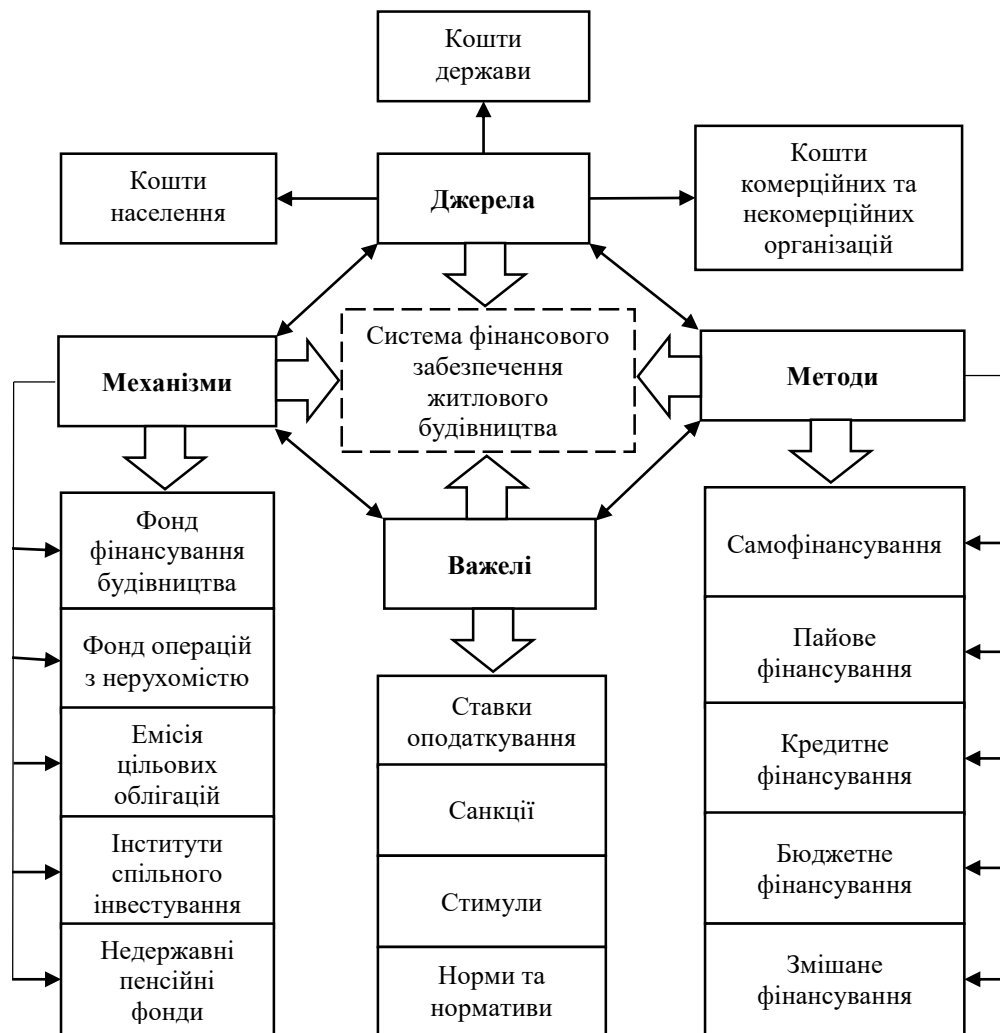 Кошти
держави
Кошти
населення
Джерела
Кошти
комерційних та
некомерційних
організацій
Механізми
Система фінансового
забезпечення
житлового
будівництва
Методи
Важелі
Фонд
фінансування
будівництва
Фонд операцій
з нерухомістю
Емісія
цільових
облігацій
Інститути
спільного
інвестування
Недержавні
пенсійні
фонди
Ставки
оподаткування
Санкції
Стимули
Норми та
нормативи
Самофінансування
Пайове
фінансування
Кредитне
фінансування
Бюджетне
фінансування
Змішане
фінансування